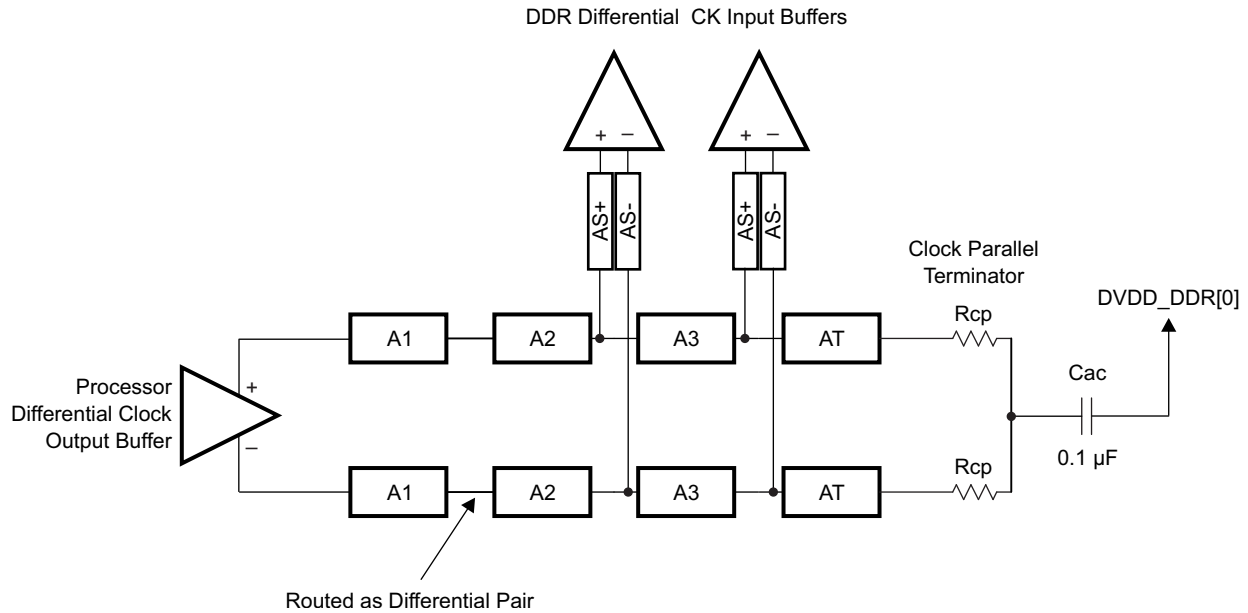 DDR Differential CK Input Buffers
+ – + –
AS+ AS- AS+ AS-
Clock Parallel
Terminator
DVDD_DDR[0]
Rcp
A1 A2 A3 AT
Processor
Differential Clock
Output Buffer
+
–
Cac
0.1 µF
Rcp
A1 A2 A3 AT
Routed as Differential Pair